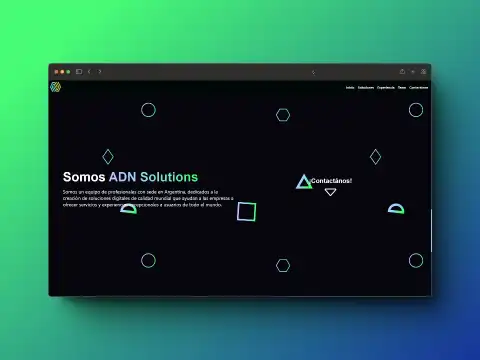 Inicio Soluciones Experiencia Team Contactanos
Somos ADN Solutions
Somos un equipo de profesionales con sede en Argentina, dedicados a la
creación de soluciones digitales de calidad mundial que ayudan a las empresas a
ofrecer servicios y experiencias excepcionales a usuarios de todo el mundo.
¡Contactános!